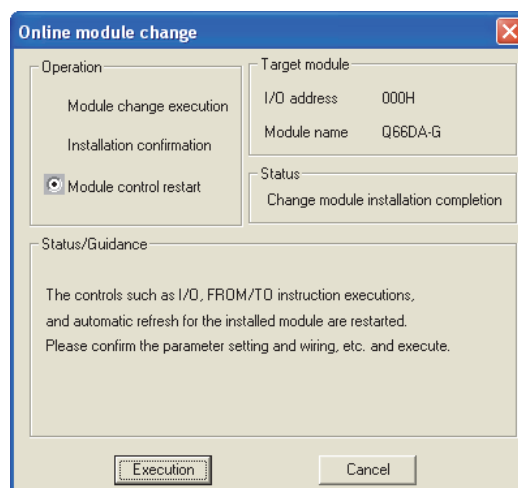 Online module change
Operation
Module change execution
Installation confirmation
Module control restart
Target module
I/O address 000H
Module name Q66DA-G
Status
Change module installation completion
Status/Guidance
The controls such as I/O, FROM/TO instruction executions,
and automatic refresh for the installed module are restarted.
Please confirm the parameter setting and wiring, etc. and execute.
Execution Cancel